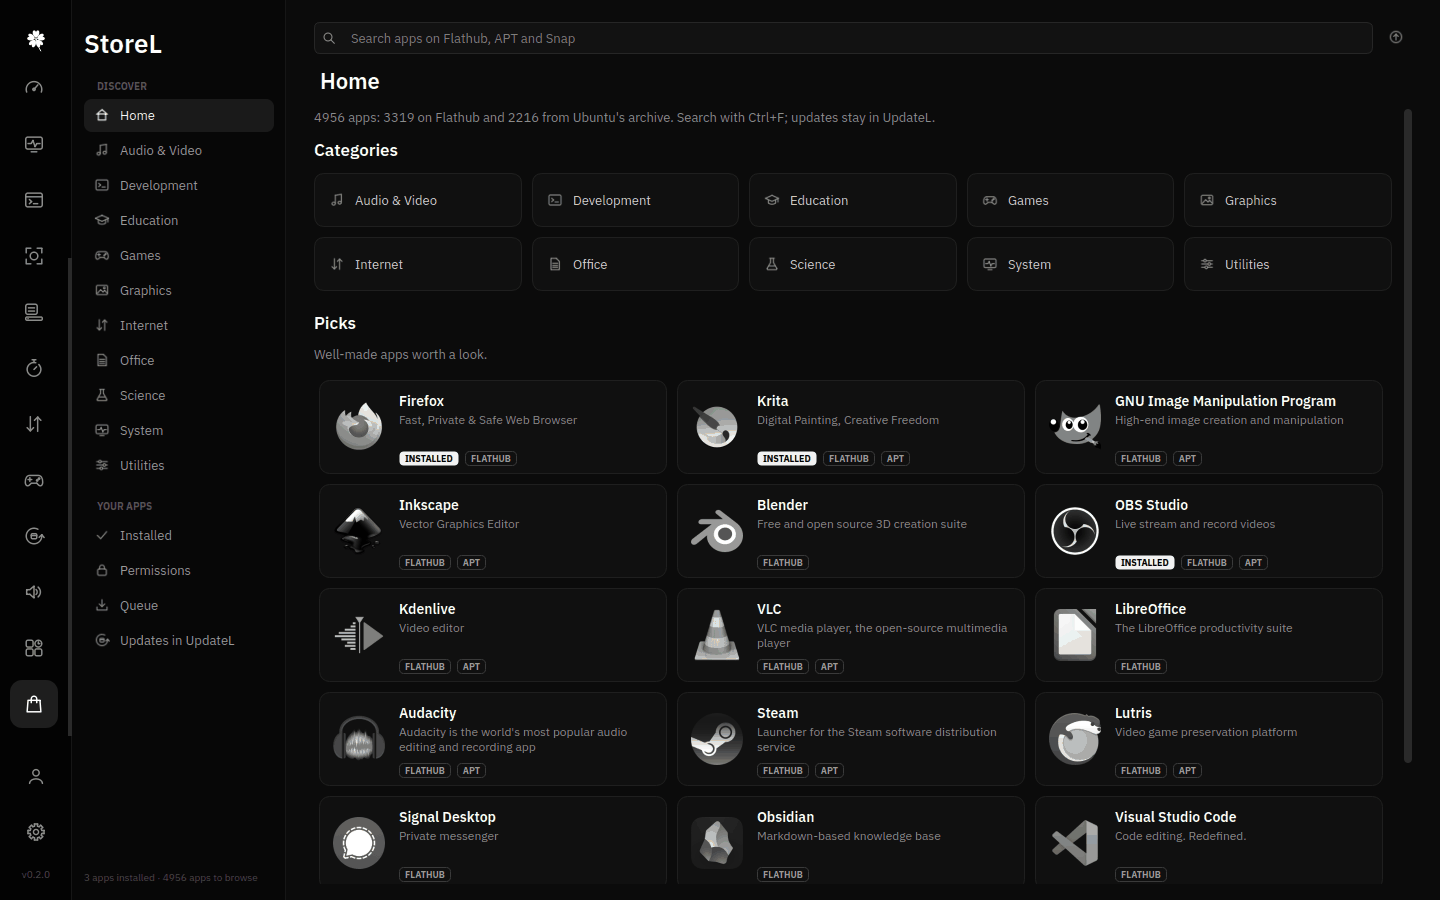 StoreL
DISCOVER
Home
Audio & Video
Development
Education
Games
Graphics
Internet
Office
Science
System
Utilities
YOUR APPS
Installed
Permissions
Queue
Updates in UpdateL
v0.2.0
3 apps installed · 4956 apps to browse
Search apps on Flathub, APT and Snap
Home
4956 apps: 3319 on Flathub and 2216 from Ubuntu's archive. Search with Ctrl+F; updates stay in UpdateL.
Categories
Audio & Video
Development
Education
Games
Graphics
Internet
Office
Science
System
Utilities
Picks
Well-made apps worth a look.
Firefox
Fast, Private & Safe Web Browser
INSTALLED FLATHUB
Krita
Digital Painting, Creative Freedom
INSTALLED FLATHUB APT
GNU Image Manipulation Program
High-end image creation and manipulation
FLATHUB APT
Inkscape
Vector Graphics Editor
FLATHUB APT
Blender
Free and open source 3D creation suite
FLATHUB
OBS Studio
Live stream and record videos
INSTALLED FLATHUB APT
Kdenlive
Video editor
FLATHUB APT
VLC
VLC media player, the open-source multimedia
player
FLATHUB APT
LibreOffice
The LibreOffice productivity suite
FLATHUB
Audacity
Audacity is the world's most popular audio
editing and recording app
FLATHUB APT
Steam
Launcher for the Steam software distribution
service
FLATHUB APT
Lutris
Video game preservation platform
FLATHUB APT
Signal Desktop
Private messenger
FLATHUB
Obsidian
Markdown-based knowledge base
FLATHUB
Visual Studio Code
Code editing. Redefined.
FLATHUB